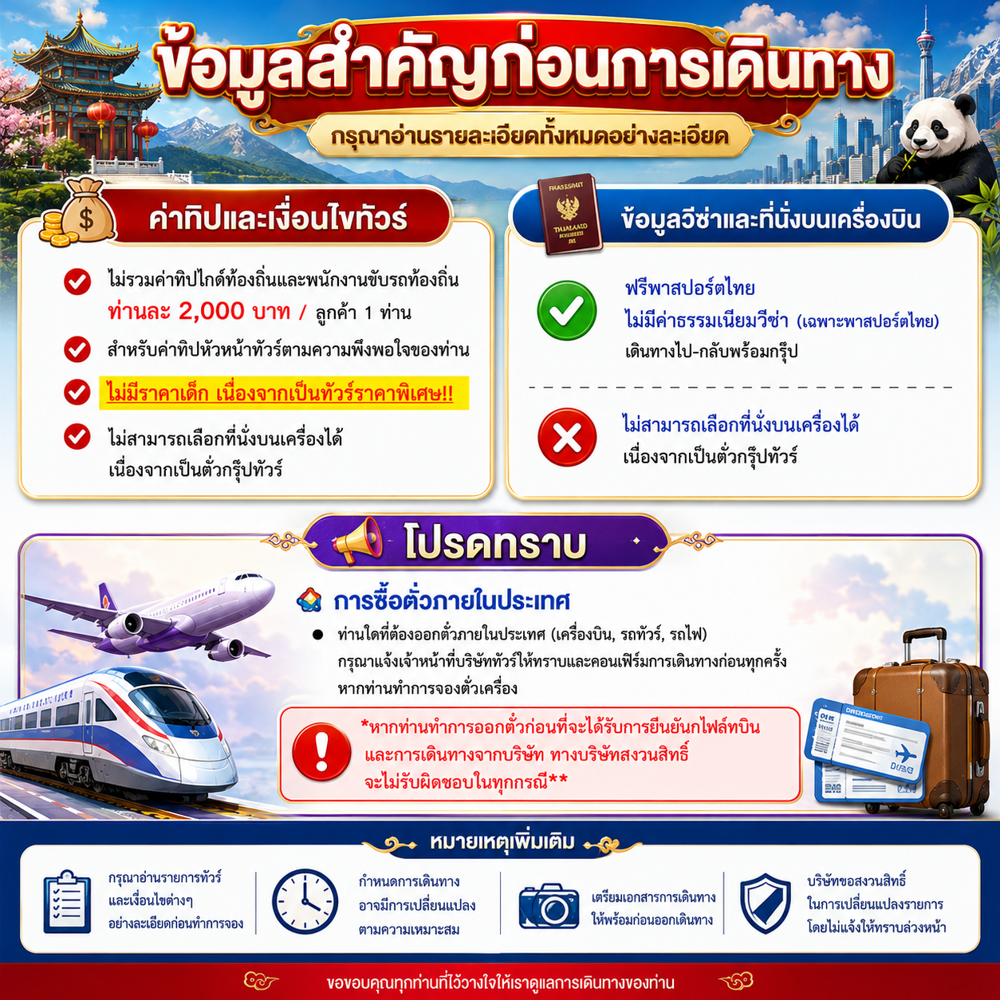 ข้อมูลสำคัญก่อนการเดินทาง
กรุณาอ่านรายละเอียดทั้งหมดอย่างละเอียด
ค่าทิปและเงื่อนไขทัวร์
ไม่รวมค่าทิปไกด์ท้องถิ่นและพนักงานขับรถท้องถิ่น
ท่านละ 2,000 บาท / ลูกค้า 1 ท่าน
สำหรับค่าทิปหัวหน้าทัวร์ตามความพึงพอใจของท่าน
ไม่มีราคาเด็ก เนื่องจากเป็นทัวร์ราคาพิเศษ!!
ไม่สามารถเลือกที่นั่งบนเครื่องได้
เนื่องจากเป็นตั๋วกรุ๊ปทัวร์
ข้อมูลวีซ่าและที่นั่งบนเครื่องบิน
ฟรีพาสปอร์ตไทย
ไม่มีค่าธรรมเนียมวีซ่า (เฉพาะพาสปอร์ตไทย)
เดินทางไป-กลับพร้อมกรุ๊ป
ไม่สามารถเลือกที่นั่งบนเครื่องได้
เนื่องจากเป็นตั๋วกรุ๊ปทัวร์
โปรดทราบ
การซื้อตั๋วภายในประเทศ
● ท่านใดที่ต้องออกตั๋วภายในประเทศ (เครื่องบิน, รถทัวร์, รถไฟ)
กรุณาแจ้งเจ้าหน้าที่บริษัททัวร์ให้ทราบและคอนเฟิร์มการเดินทางก่อนทุกครั้ง
หากท่านทำการจองตั๋วเครื่อง
*หากท่านทำการออกตั๋วก่อนที่จะได้รับการยืนยันกไฟล์ทบิน
และการเดินทางจากบริษัท ทางบริษัทสงวนสิทธิ์
จะไม่รับผิดชอบในทุกกรณี**
หมายเหตุเพิ่มเติม
กรุณาอ่านรายการทัวร์
และเงื่อนไขต่างๆ
อย่างละเอียดก่อนทำการจอง
กำหนดการเดินทาง
อาจมีการเปลี่ยนแปลง
ตามความเหมาะสม
เตรียมเอกสารการเดินทาง
ให้พร้อมก่อนออกเดินทาง
บริษัทขอสงวนสิทธิ์
ในการเปลี่ยนแปลงรายการ
โดยไม่แจ้งให้ทราบล่วงหน้า
ขอขอบคุณทุกท่านที่ไว้วางใจให้เราดูแลการเดินทางของท่าน